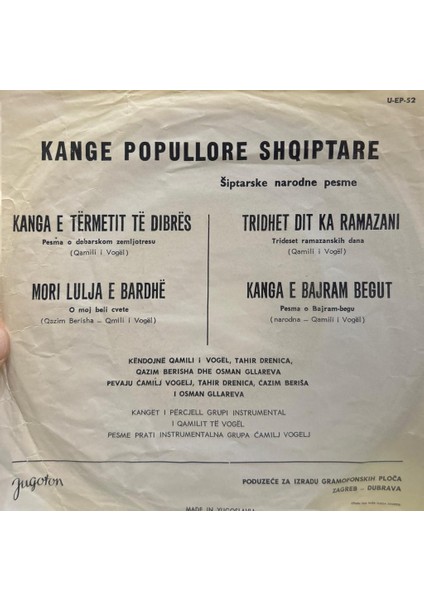 U-EP-52
KANGE POPULLORE SHQIPTARE
Šiptarske narodne pesme
KANGA E TËRMETIT TË DIBRËS
Pesma o debarskom zemljotresu
(Qamili i Vogël)
MORI LULJA E BARDHË
O moj beli cvete
(Qazim Berisha - Qmili i Vogël)
TRIDHET DIT KA RAMAZANI
Trideset ramazanskih dana
(Qamili i Vogël)
KANGA E BAJRAM BEGUT
Pesma o Bajram-begu
(narodna - Qamili i Vogël)
KËNDOJNË QAMILI I VOGËL, TAHIR DRENICA,
QAZIM BERISHA DHE OSMAN GLLAREVA
PEVAJU ĆAMILJ VOGELJ, TAHIR DRENICA, ĆAZIM BERIŠA
I OSMAN GLLAREVA
KANGET I PËRCJELL GRUPI INSTRUMENTAL
I QAMILIT TË VOGËL
PESME PRATI INSTRUMENTALNA GRUPA ĆAMILJ VOGELJ
Jugoton
PODUZEĆE ZA IZRADU GRAMOFONSKIH PLOČA
ZAGREB - DUBRAVA
MADE IN YUGOSLAVIA